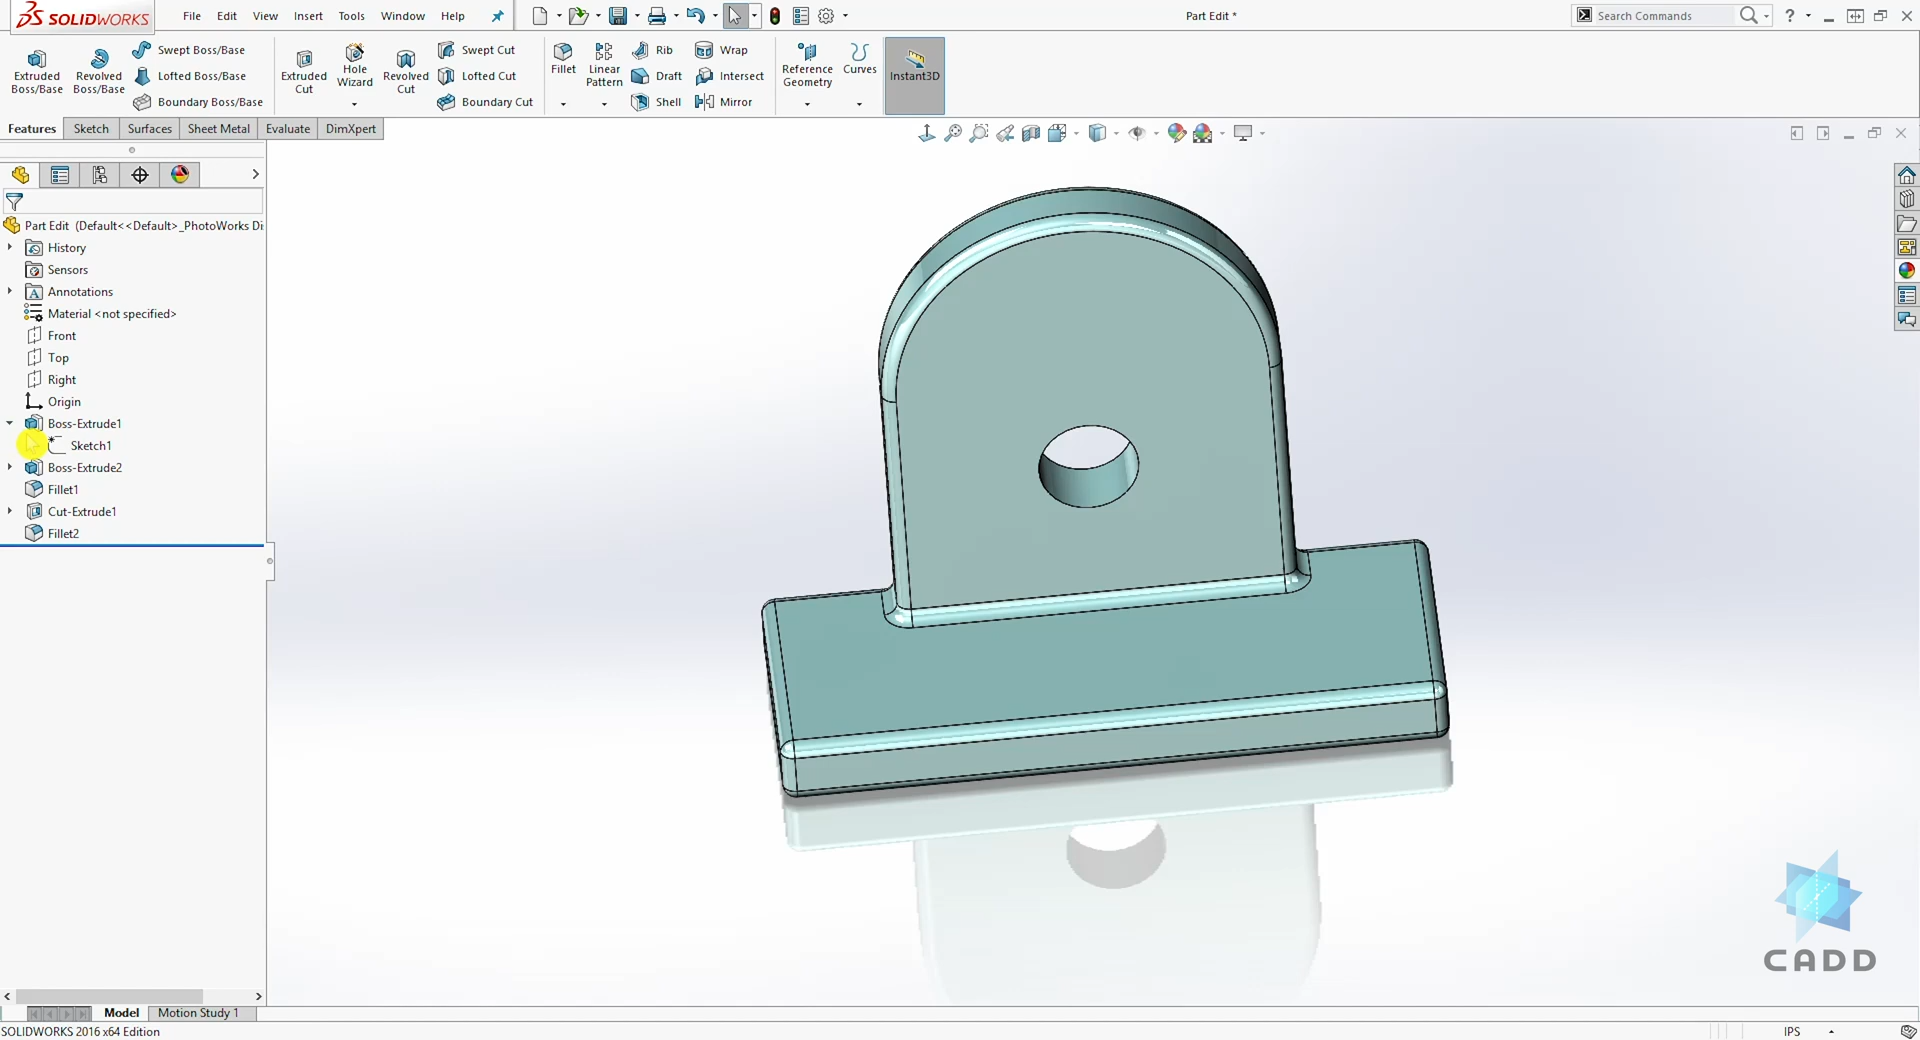 SOLIDWORKS
File Edit View Insert Tools Window Help
Part Edit *
Search Commands
?
Extruded Boss/Base
Revolved Boss/Base
Swept Boss/Base
Lofted Boss/Base
Boundary Boss/Base
Extruded Cut
Hole Wizard
Revolved Cut
Swept Cut
Lofted Cut
Boundary Cut
Fillet
Linear Pattern
Rib
Draft
Shell
Wrap
Intersect
Mirror
Reference Geometry
Curves
Instant3D
Features Sketch Surfaces Sheet Metal Evaluate DimXpert
Part Edit (Default<<Default>_PhotoWorks Di
History
Sensors
Annotations
Material <not specified>
Front
Top
Right
Origin
Boss-Extrude1
Sketch1
Boss-Extrude2
Fillet1
Cut-Extrude1
Fillet2
CADD
Model Motion Study 1
SOLIDWORKS 2016 x64 Edition
IPS